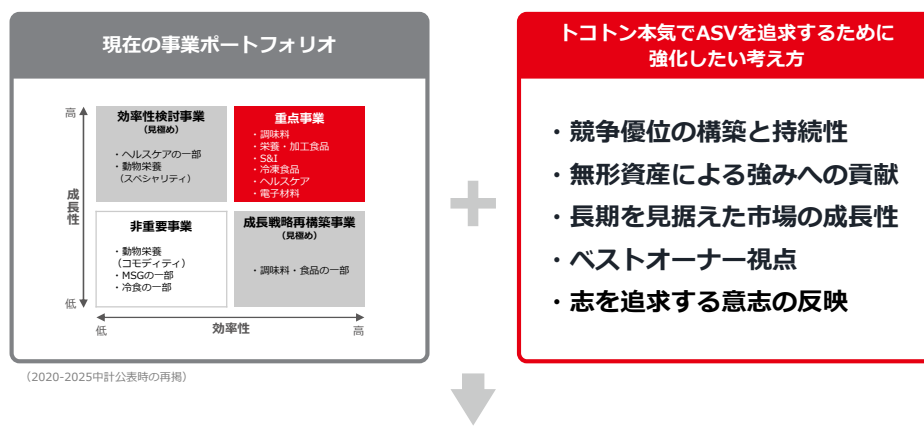 現在の事業ポートフォリオ
高
成長性
低
効率性検討事業
(見極め)
・ヘルスケアの一部
・動物栄養
(スペシャリティ)
重点事業
・調味料
・栄養・加工食品
・S&I
・冷凍食品
・ヘルスケア
・電子材料
非重要事業
・動物栄養
(コモディティ)
・MSGの一部
・冷食の一部
成長戦略再構築事業
(見極め)
・調味料・食品の一部
低
効率性
高
(2020-2025中計公表時の再掲)
トコトン本気でASVを追求するために
強化したい考え方
・競争優位の構築と持続性
・無形資産による強みへの貢献
・長期を見据えた市場の成長性
・ベストオーナー視点
・志を追求する意志の反映